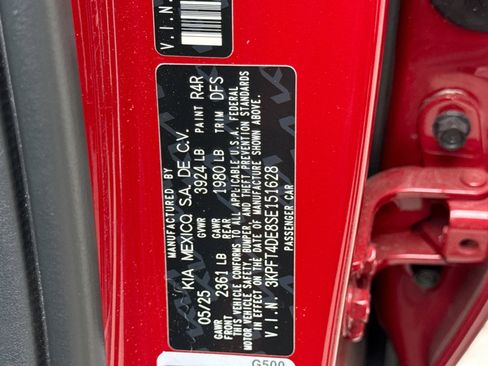 V.I.N.
MANUFACTURED BY
KIA MEXICO, S.A. DE C.V.
05/25 GVWR 3924 LB PAINT R4R
GAWR FRONT 2361 LB GAWR REAR 1980 LB TRIM DFS
THIS VEHICLE CONFORMS TO ALL APPLICABLE U.S.A. FEDERAL
MOTOR VEHICLE SAFETY, BUMPER, AND THEFT PREVENTION STANDARDS
IN EFFECT ON THE DATE OF MANUFACTURE SHOWN ABOVE.
V.I.N. 3KPFT4DE8SE151628
PASSENGER CAR
G500